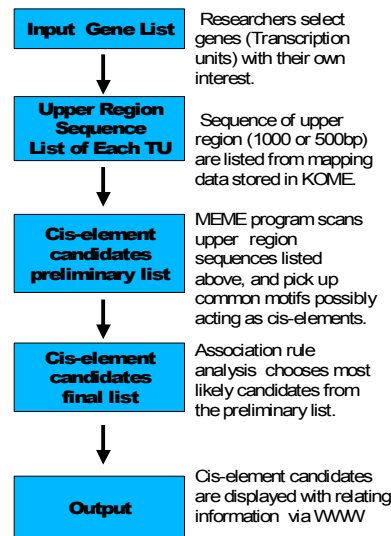 Input Gene List
Researchers select
genes (Transcription
units) with their own
interest.
Upper Region
Sequence
List of Each TU
Sequence of upper
region (1000 or 500bp)
are listed from mapping
data stored in KOME.
Cis-element
candidates
preliminary list
MEME program scans
upper region
sequences listed
above, and pick up
common motifs possibly
acting as cis-elements.
Cis-element
candidates
final list
Association rule
analysis chooses most
likely candidates from
the preliminary list.
Output
Cis-element candidates
are displayed with relating
information via WWW